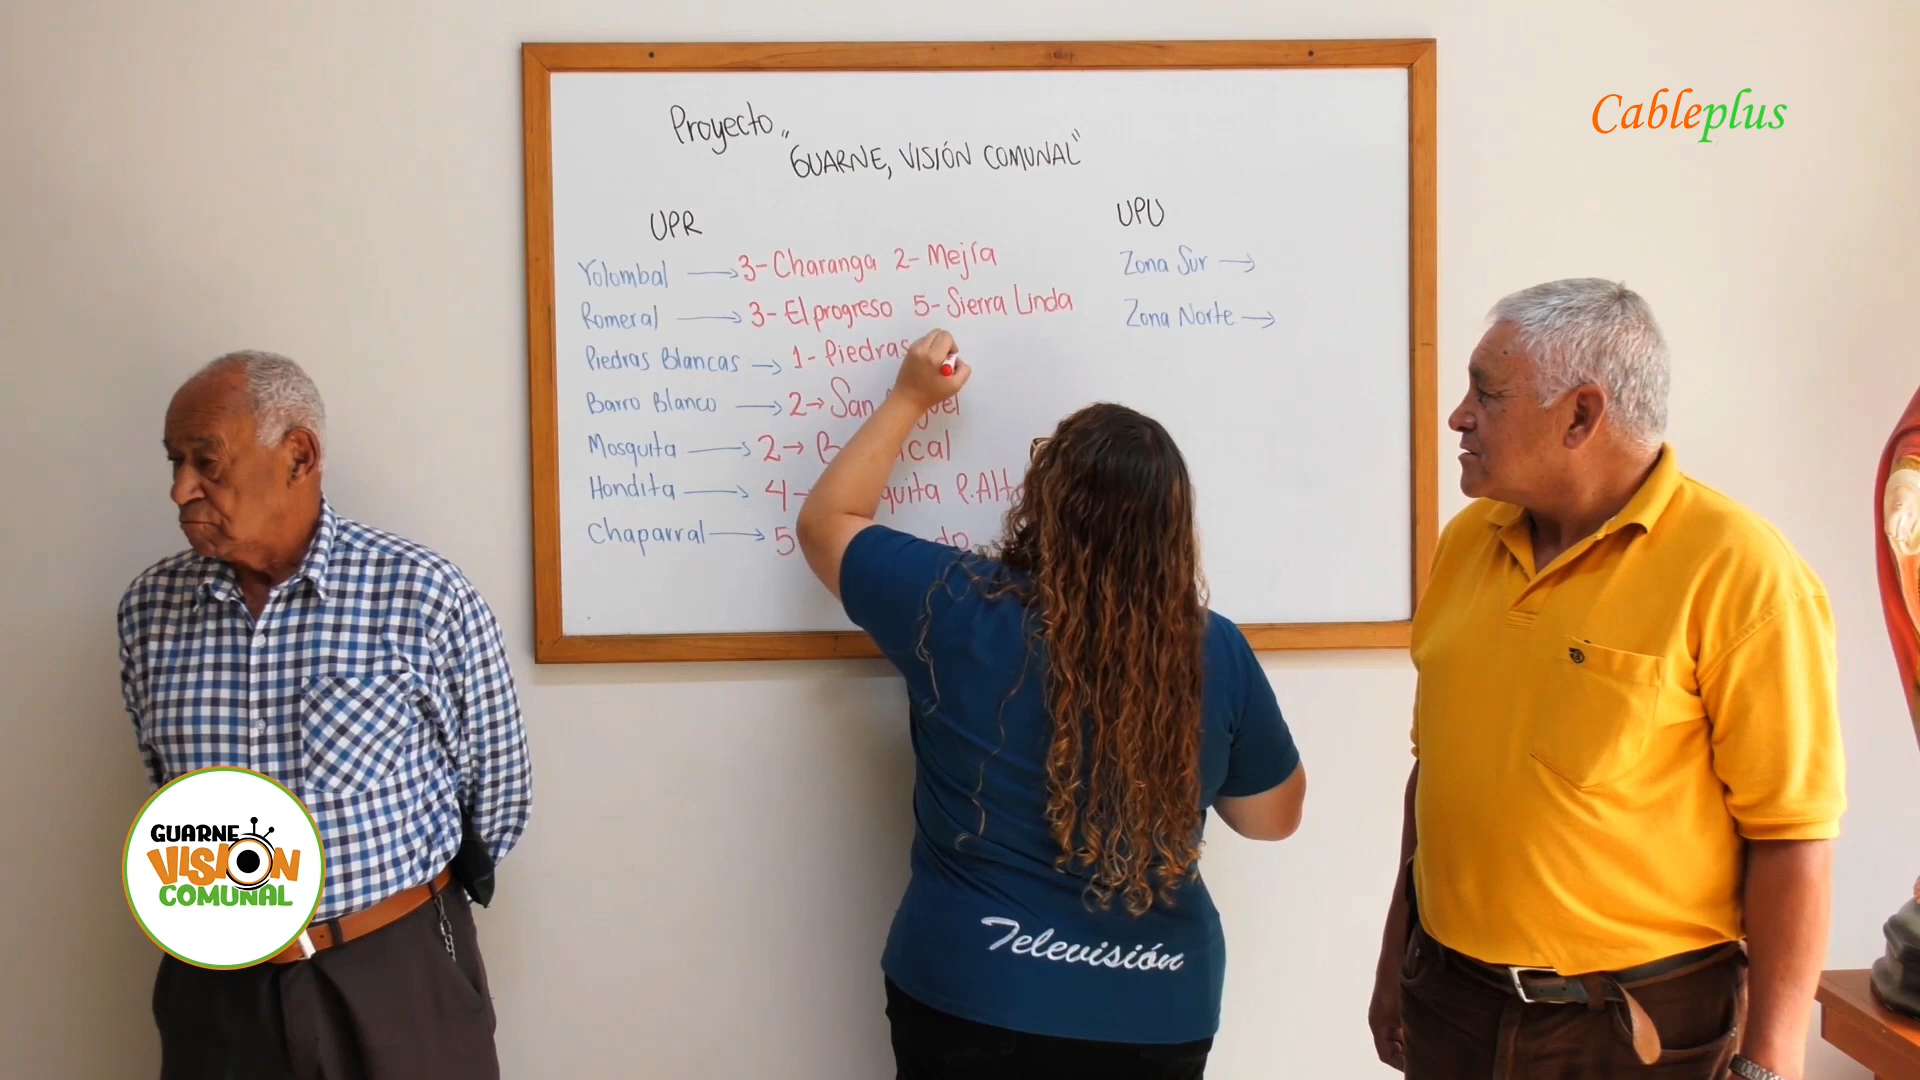 Cableplus
Proyecto "
GUARNE, VISIÓN COMUNAL"
UPR
Yolombal → 3- Charanga 2- Mejía
Romeral → 3- El progreso 5- Sierra Linda
Piedras Blancas → 1- Piedras
Barro Blanco → 2→ San
Mosquita → 2→
Hondita → 4- P. Alta
Chaparral → 5
UPU
Zona Sur →
Zona Norte →
GUARNE
VISIÓN
COMUNAL
Televisión